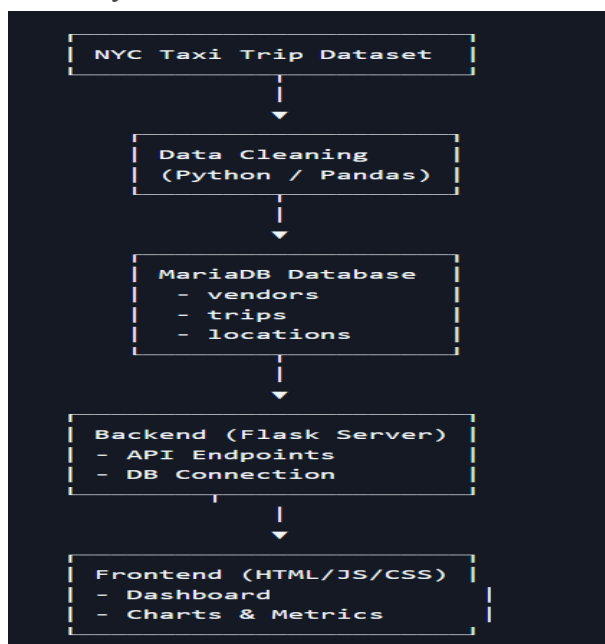 NYC Taxi Trip Dataset
Data Cleaning
(Python / Pandas)
MariaDB Database
- vendors
- trips
- locations
Backend (Flask Server)
- API Endpoints
- DB Connection
Frontend (HTML/JS/CSS)
- Dashboard
- Charts & Metrics